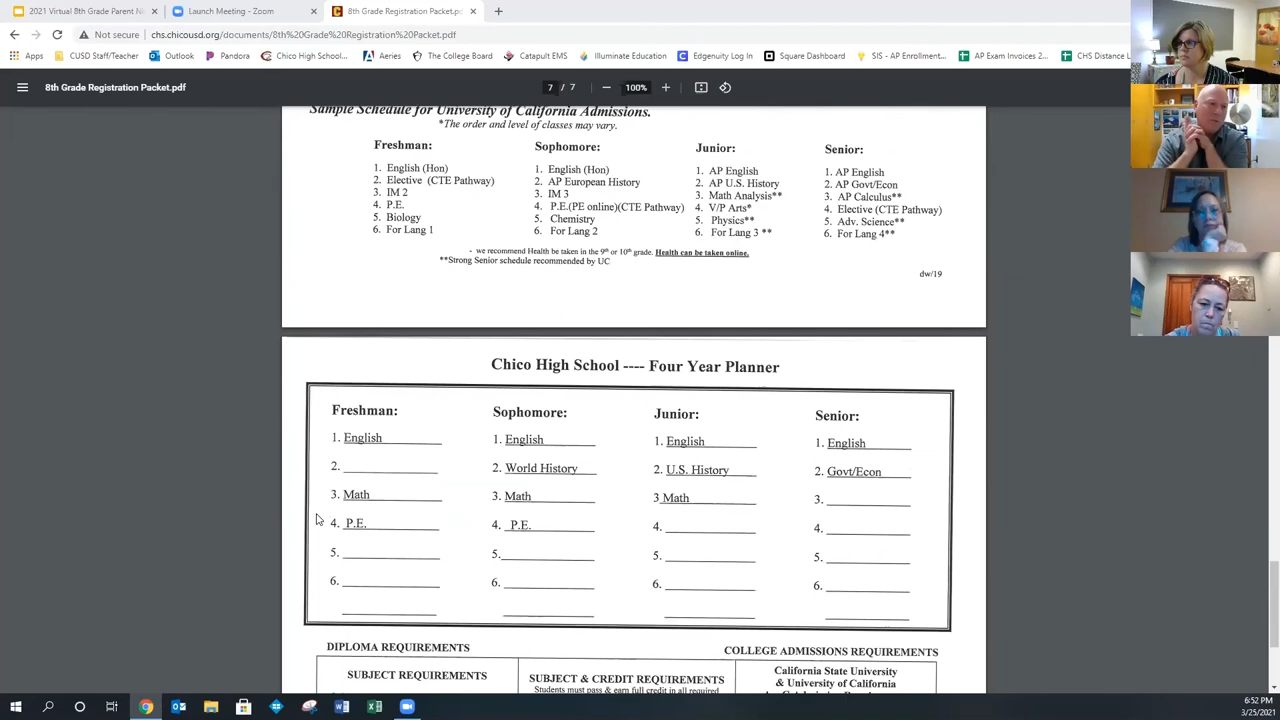 2021 Virtual 8th Grade Parent Ni
Launch Meeting - Zoom
8th Grade Registration Packet.pc
Not secure
chs.chicousd.org/documents/8th%20Grade%20Registration%20Packet.pdf
Apps
CUSD Staff/Teacher
Outlook
Pandora
Chico High School...
Aeries
The College Board
Catapult EMS
Illuminate Education
Edgenuity Log In
Square Dashboard
SIS - AP Enrollment...
AP Exam Invoices 2...
CHS Distance L
8th Grade Registration Packet.pdf
7 / 7
100%
Sample Schedule for University of California Admissions.
*The order and level of classes may vary.
Freshman:
1. English (Hon)
2. Elective (CTE Pathway)
3. IM 2
4. P.E.
5. Biology
6. For Lang 1
Sophomore:
1. English (Hon)
2. AP European History
3. IM 3
4. P.E.(PE online)(CTE Pathway)
5. Chemistry
6. For Lang 2
Junior:
1. AP English
2. AP U.S. History
3. Math Analysis**
4. V/P Arts*
5. Physics**
6. For Lang 3 **
Senior:
1. AP English
2. AP Govt/Econ
3. AP Calculus**
4. Elective (CTE Pathway)
5. Adv. Science**
6. For Lang 4**
- we recommend Health be taken in the 9th or 10th grade. Health can be taken online.
**Strong Senior schedule recommended by UC
dw/19
Chico High School ---- Four Year Planner
Freshman:
1. English
2.
3. Math
4. P.E.
5.
6.
Sophomore:
1. English
2. World History
3. Math
4. P.E.
5.
6.
Junior:
1. English
2. U.S. History
3 Math
4.
5.
6.
Senior:
1. English
2. Govt/Econ
3.
4.
5.
6.
DIPLOMA REQUIREMENTS
COLLEGE ADMISSIONS REQUIREMENTS
SUBJECT REQUIREMENTS
SUBJECT & CREDIT REQUIREMENTS
Students must pass & earn full credit in all required
California State University
& University of California
6:52 PM
3/25/2021